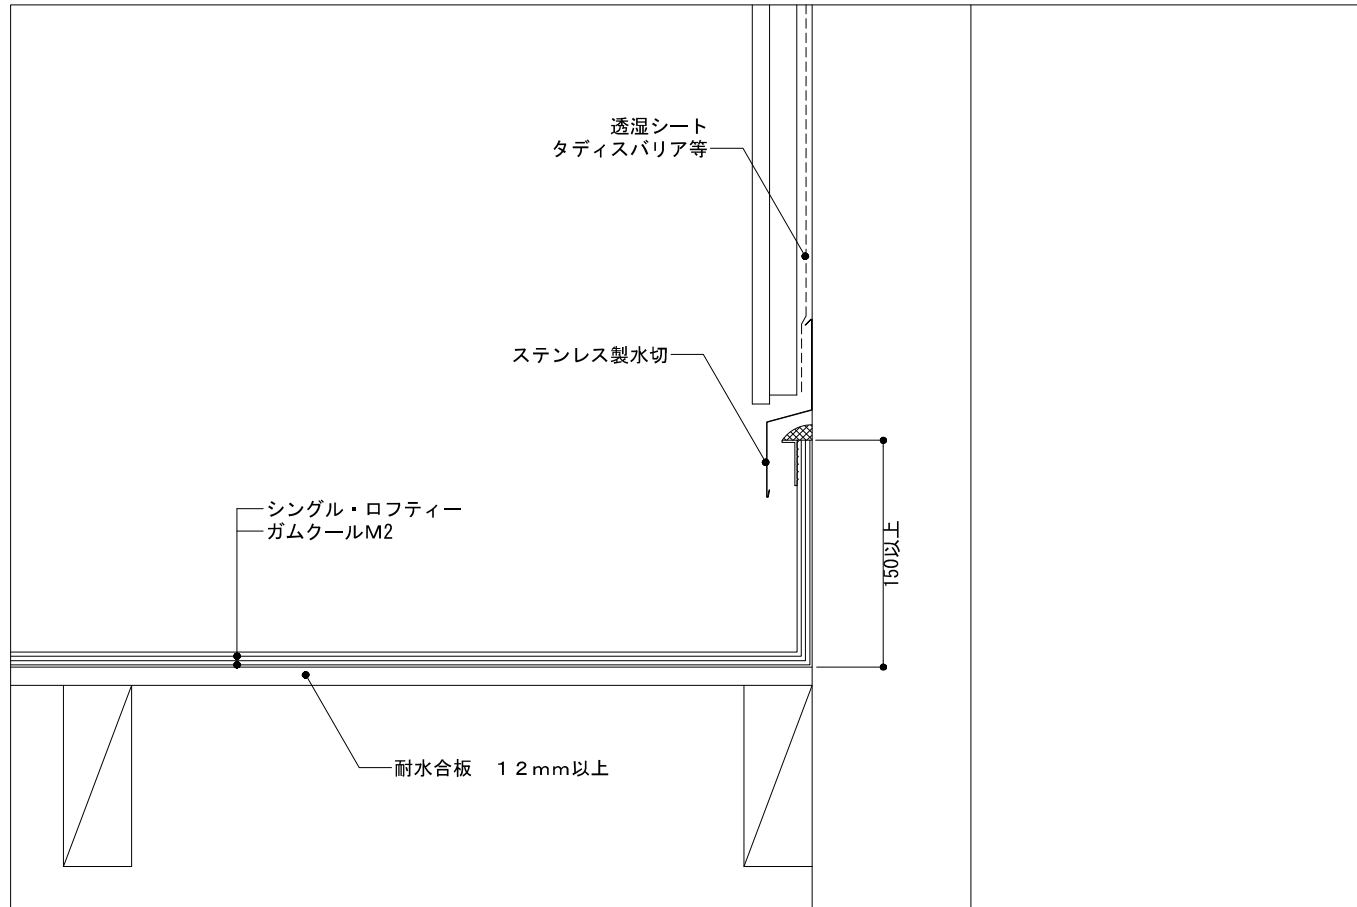 透湿シート
タディスバリア等
ステンレス製水切
シングル・ロフティー
ガムクールM2
150以上
耐水合板　１２ｍｍ以上